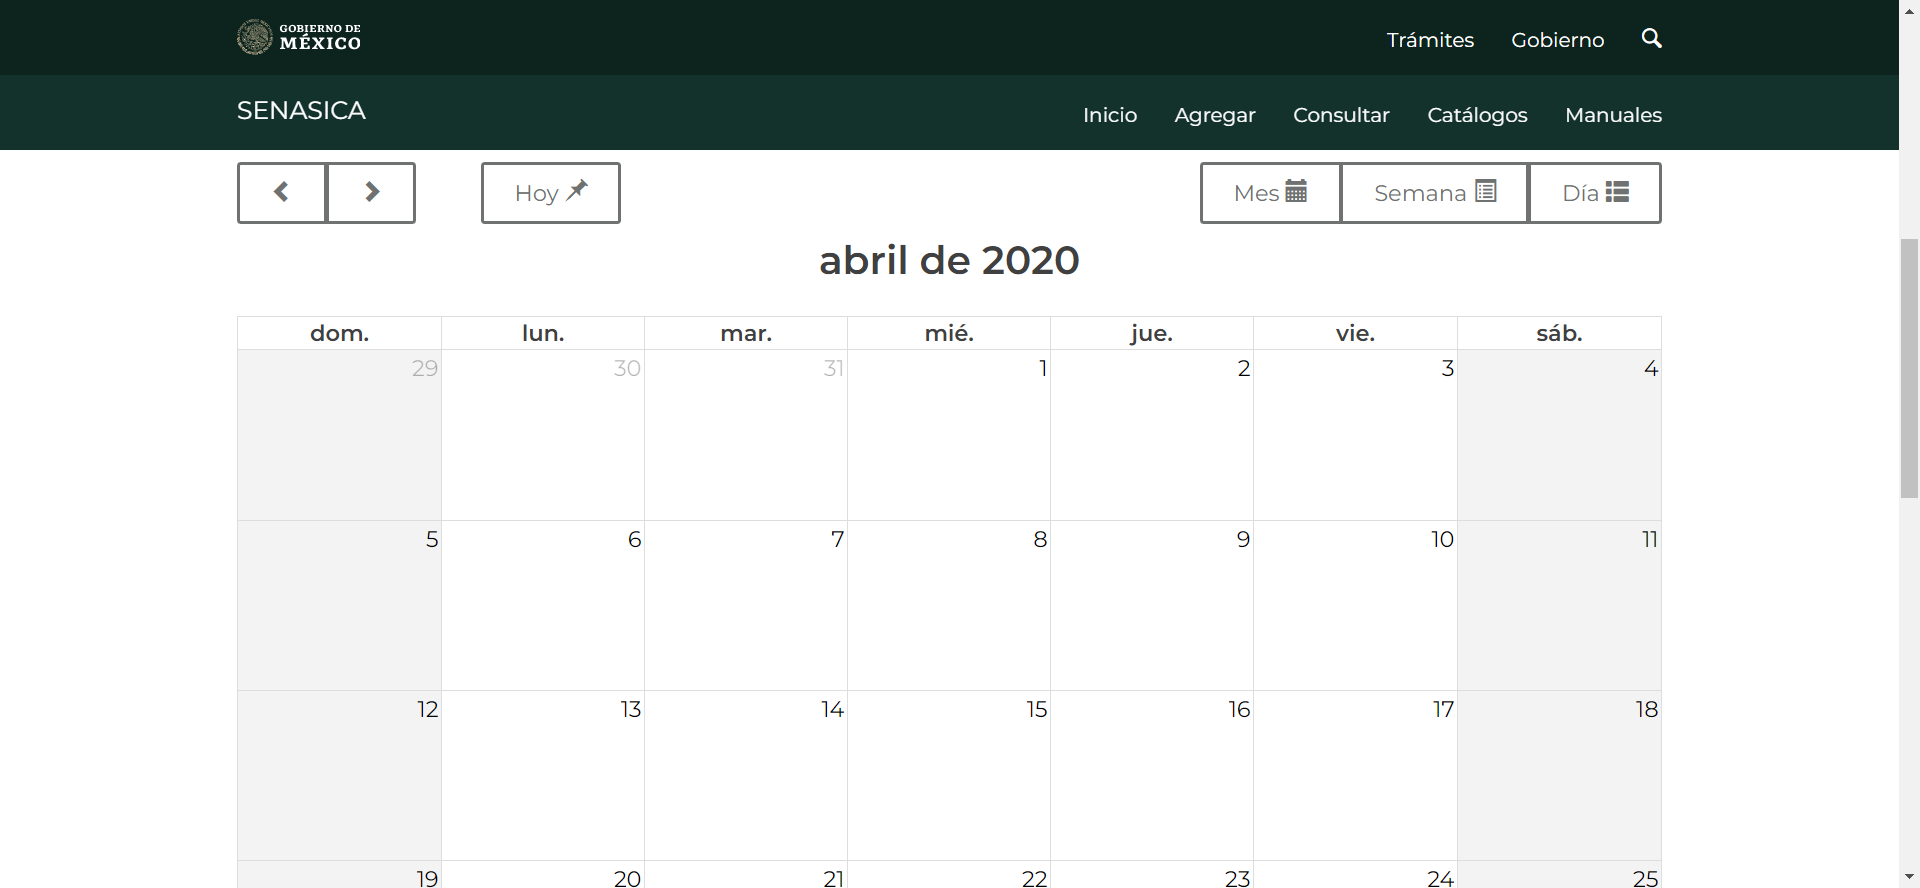 GOBIERNO DE
MÉXICO
Trámites Gobierno
SENASICA
Inicio Agregar Consultar Catálogos Manuales
Hoy
Mes Semana Día
abril de 2020
dom. lun. mar. mié. jue. vie. sáb.
29 30 31 1 2 3 4
5 6 7 8 9 10 11
12 13 14 15 16 17 18
19 20 21 22 23 24 25